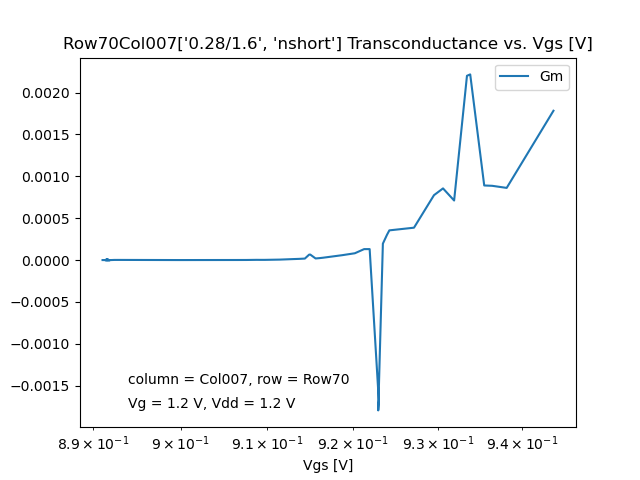 Row70Col007['0.28/1.6', 'nshort'] Transconductance vs. Vgs [V]
Gm
0.0020
0.0015
0.0010
0.0005
0.0000
−0.0005
−0.0010
−0.0015
column = Col007, row = Row70
Vg = 1.2 V, Vdd = 1.2 V
8.9 × 10⁻¹ 9 × 10⁻¹ 9.1 × 10⁻¹ 9.2 × 10⁻¹ 9.3 × 10⁻¹ 9.4 × 10⁻¹
Vgs [V]